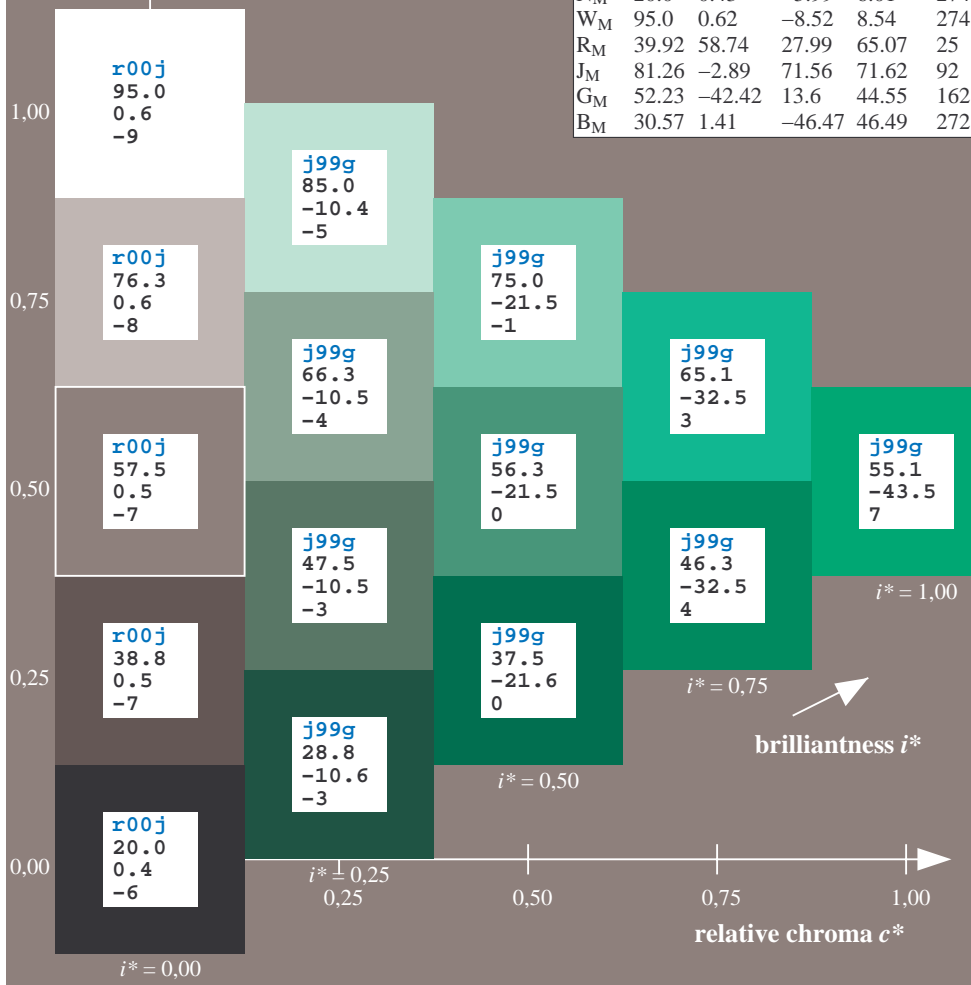 W_M 95.0 0.62 −8.52 8.54 274
R_M 39.92 58.74 27.99 65.07 25
J_M 81.26 −2.89 71.56 71.62 92
G_M 52.23 −42.42 13.6 44.55 162
B_M 30.57 1.41 −46.47 46.49 272
1,00
r00j
95.0
0.6
−9
j99g
85.0
−10.4
−5
0,75
r00j
76.3
0.6
−8
j99g
75.0
−21.5
−1
j99g
66.3
−10.5
−4
j99g
65.1
−32.5
3
0,50
r00j
57.5
0.5
−7
j99g
56.3
−21.5
0
j99g
55.1
−43.5
7
i* = 1,00
j99g
47.5
−10.5
−3
j99g
46.3
−32.5
4
i* = 0,75
0,25
r00j
38.8
0.5
−7
j99g
37.5
−21.6
0
i* = 0,50
brilliantness i*
j99g
28.8
−10.6
−3
i* = 0,25
0,00
r00j
20.0
0.4
−6
i* = 0,00
0,25
0,50
0,75
1,00
relative chroma c*